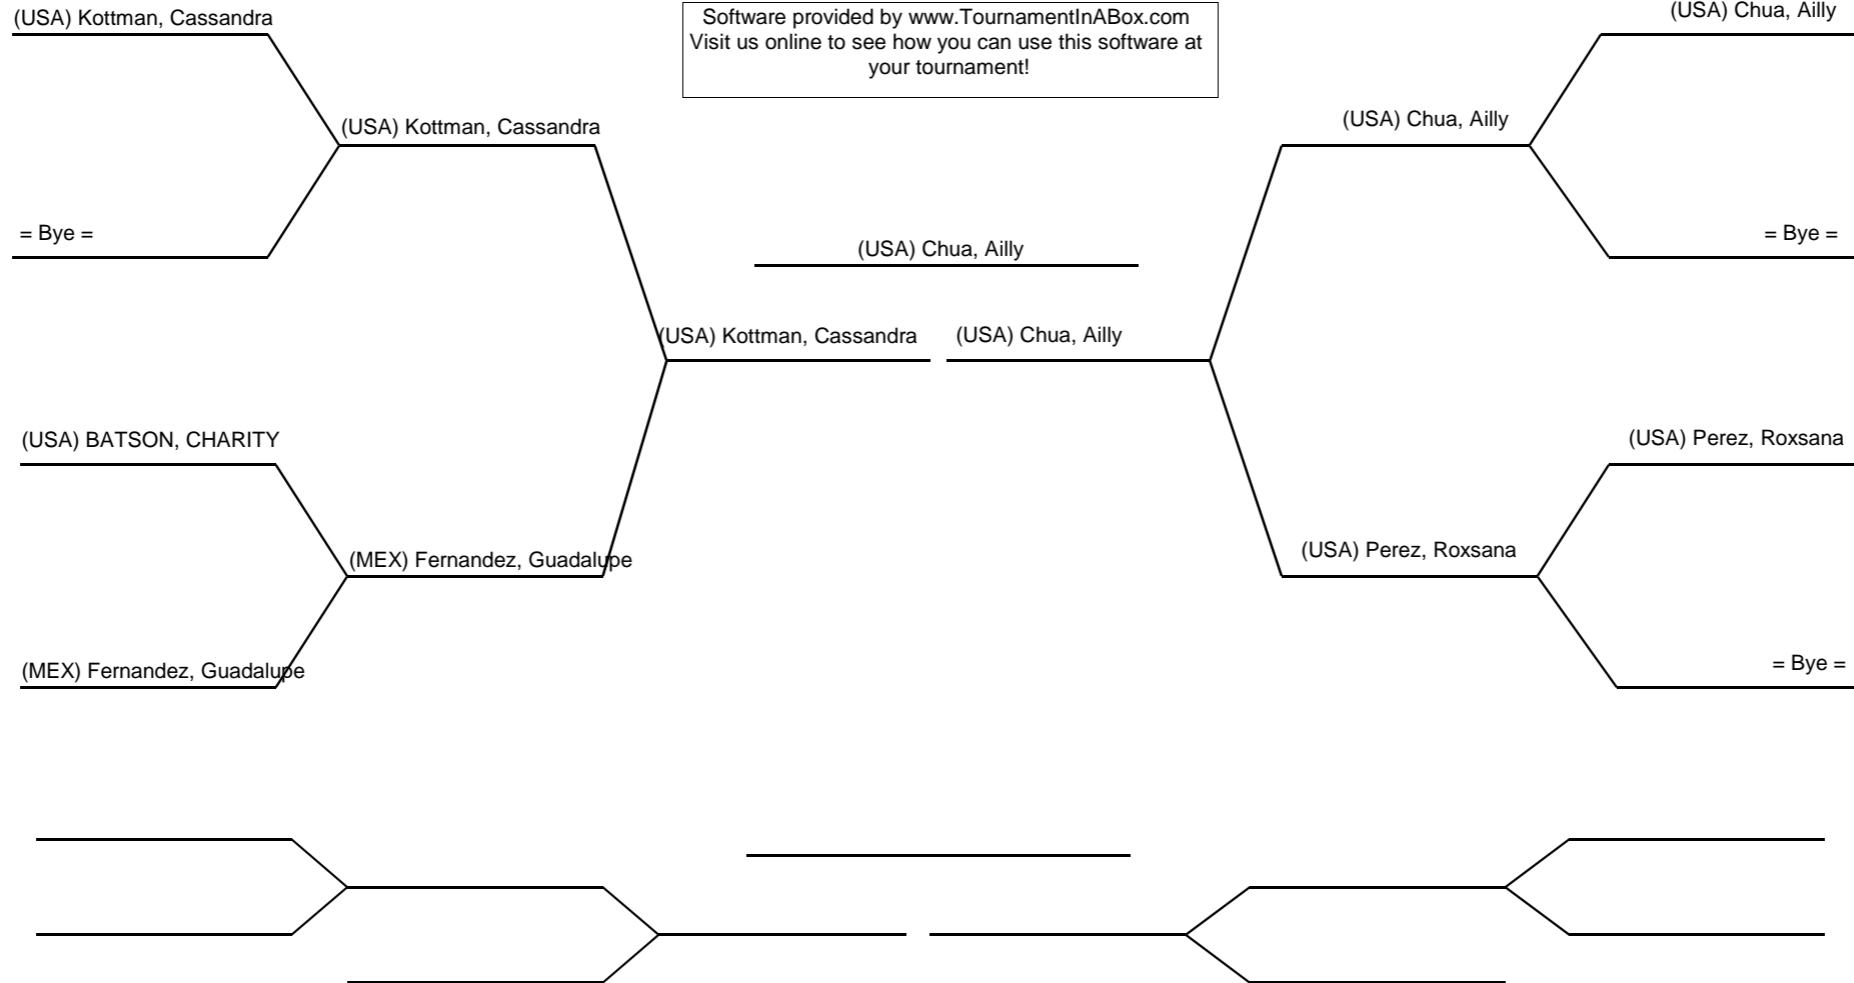 (USA) Kottman, Cassandra
Software provided by www.TournamentInABox.com
Visit us online to see how you can use this software at
your tournament!
(USA) Chua, Ailly
(USA) Kottman, Cassandra
(USA) Chua, Ailly
= Bye =
(USA) Chua, Ailly
= Bye =
(USA) Kottman, Cassandra
(USA) Chua, Ailly
(USA) BATSON, CHARITY
(USA) Perez, Roxsana
(MEX) Fernandez, Guadalupe
(USA) Perez, Roxsana
(MEX) Fernandez, Guadalupe
= Bye =